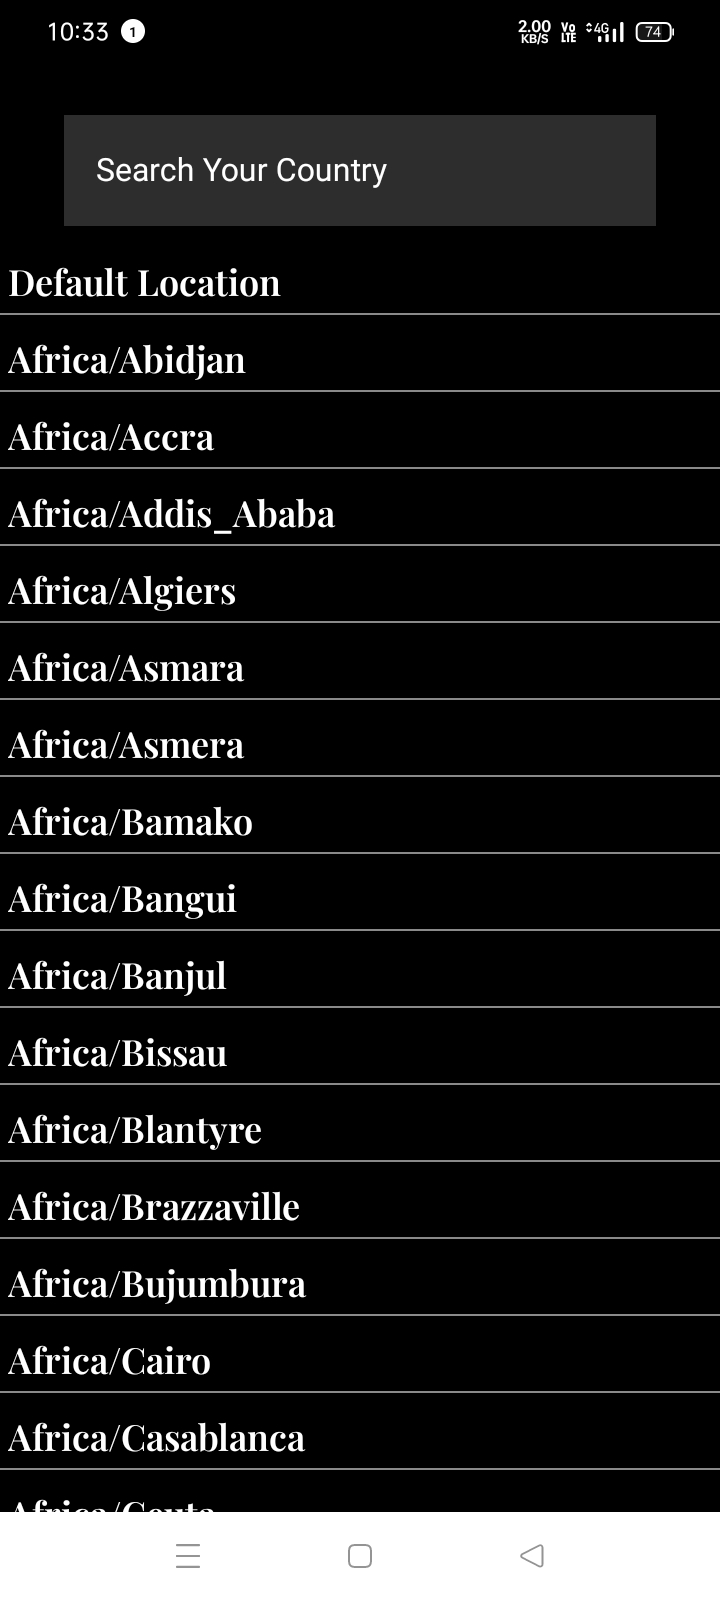 10:33 1 2.00 KB/S Vo LTE 4G 74
Search Your Country
Default Location
Africa/Abidjan
Africa/Accra
Africa/Addis_Ababa
Africa/Algiers
Africa/Asmara
Africa/Asmera
Africa/Bamako
Africa/Bangui
Africa/Banjul
Africa/Bissau
Africa/Blantyre
Africa/Brazzaville
Africa/Bujumbura
Africa/Cairo
Africa/Casablanca
Africa/Ceuta